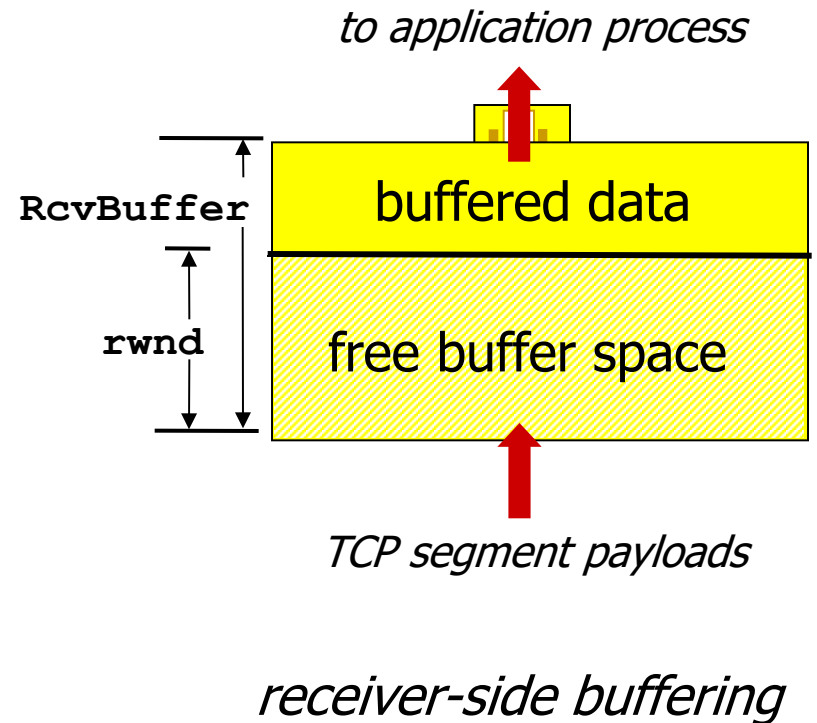 to application process
RcvBuffer
buffered data
rwnd
free buffer space
TCP segment payloads
receiver-side buffering